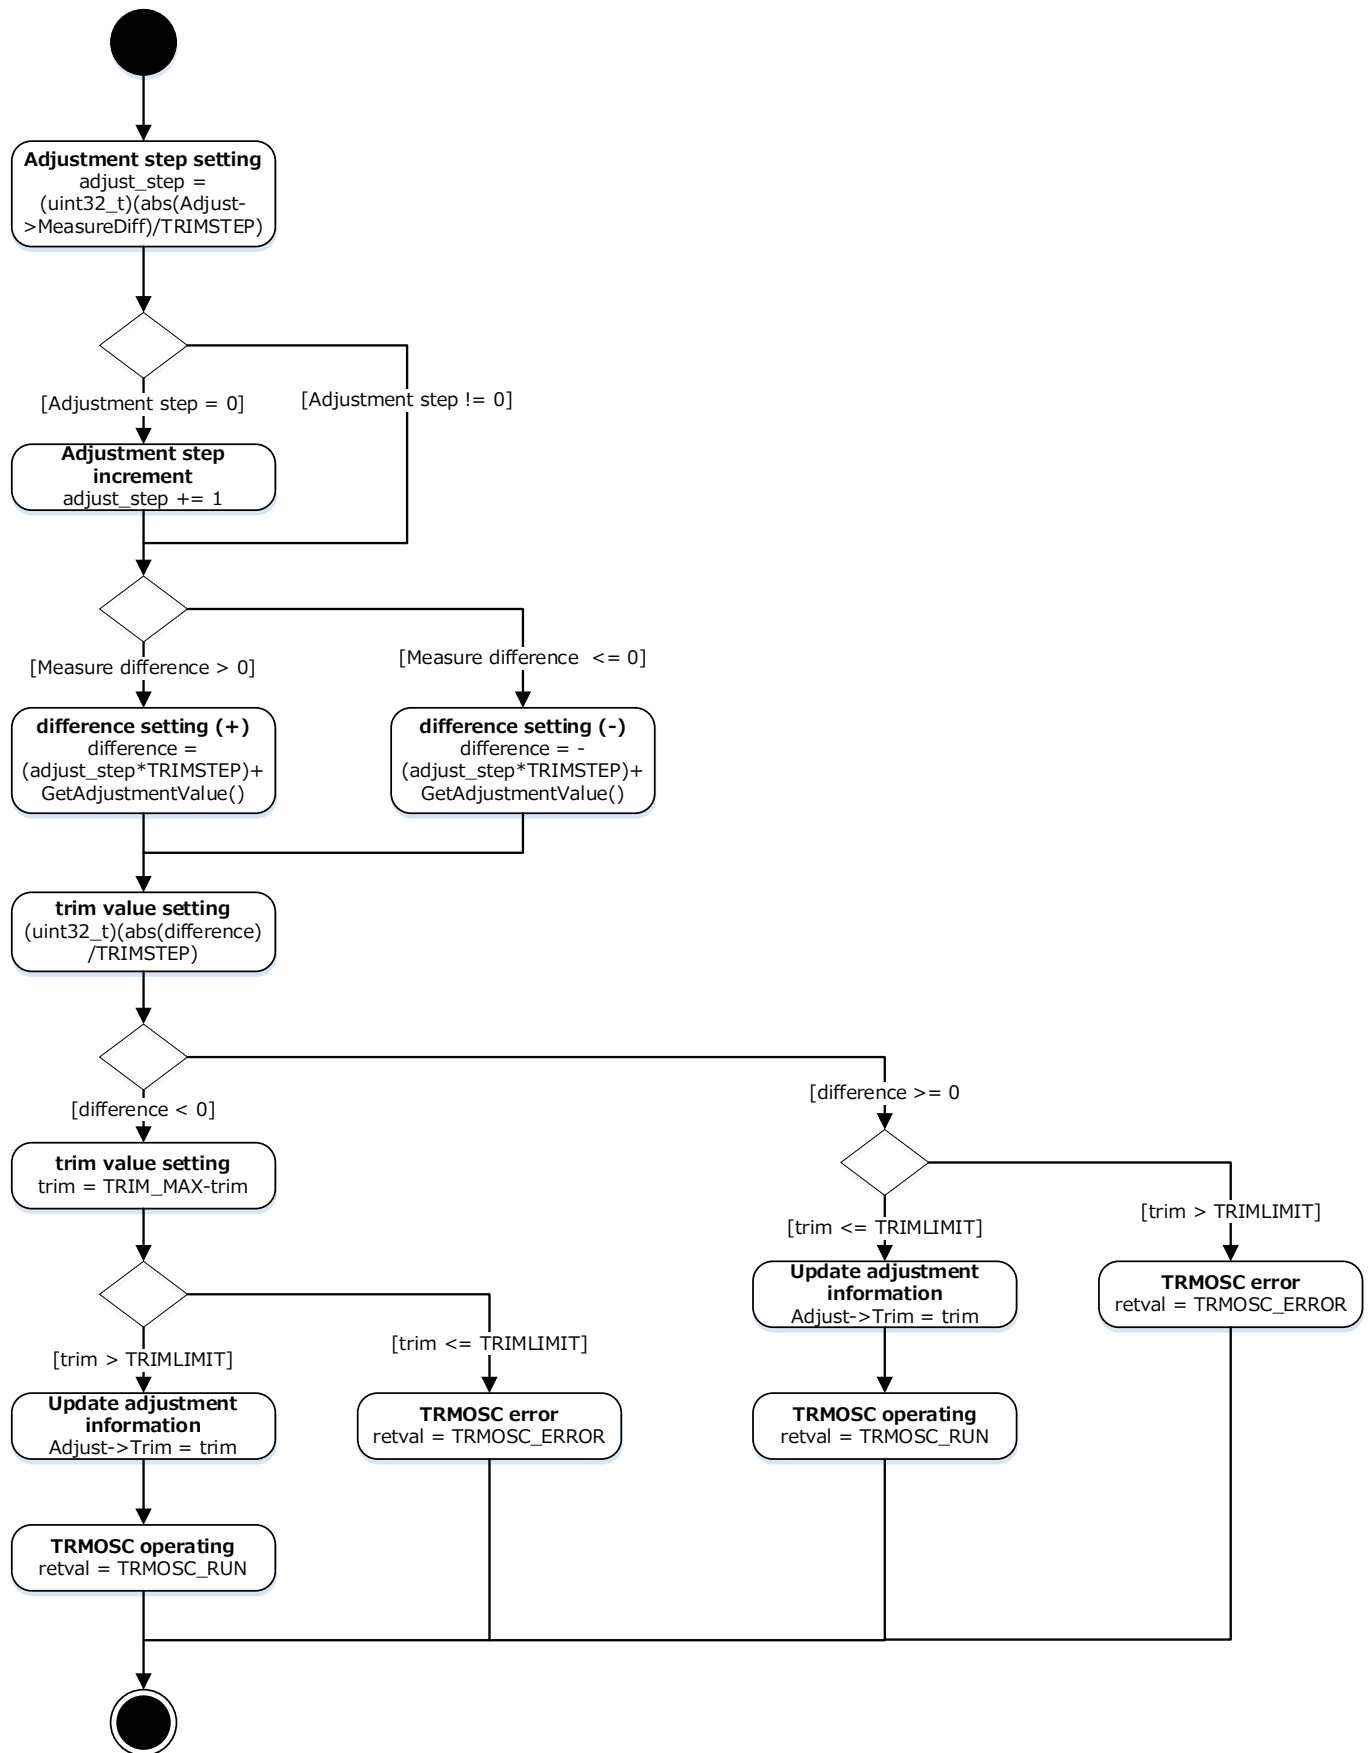 Adjustment step setting
adjust_step =
(uint32_t)(abs(Adjust-
>MeasureDiff)/TRIMSTEP)
[Adjustment step = 0]
[Adjustment step != 0]
Adjustment step
increment
adjust_step += 1
[Measure difference > 0]
[Measure difference  <= 0]
difference setting (+)
difference =
(adjust_step*TRIMSTEP)+
GetAdjustmentValue()
difference setting (-)
difference = -
(adjust_step*TRIMSTEP)+
GetAdjustmentValue()
trim value setting
(uint32_t)(abs(difference)
/TRIMSTEP)
[difference < 0]
[difference >= 0
trim value setting
trim = TRIM_MAX-trim
[trim <= TRIMLIMIT]
[trim > TRIMLIMIT]
Update adjustment
information
Adjust->Trim = trim
TRMOSC error
retval = TRMOSC_ERROR
[trim > TRIMLIMIT]
[trim <= TRIMLIMIT]
Update adjustment
information
Adjust->Trim = trim
TRMOSC error
retval = TRMOSC_ERROR
TRMOSC operating
retval = TRMOSC_RUN
TRMOSC operating
retval = TRMOSC_RUN